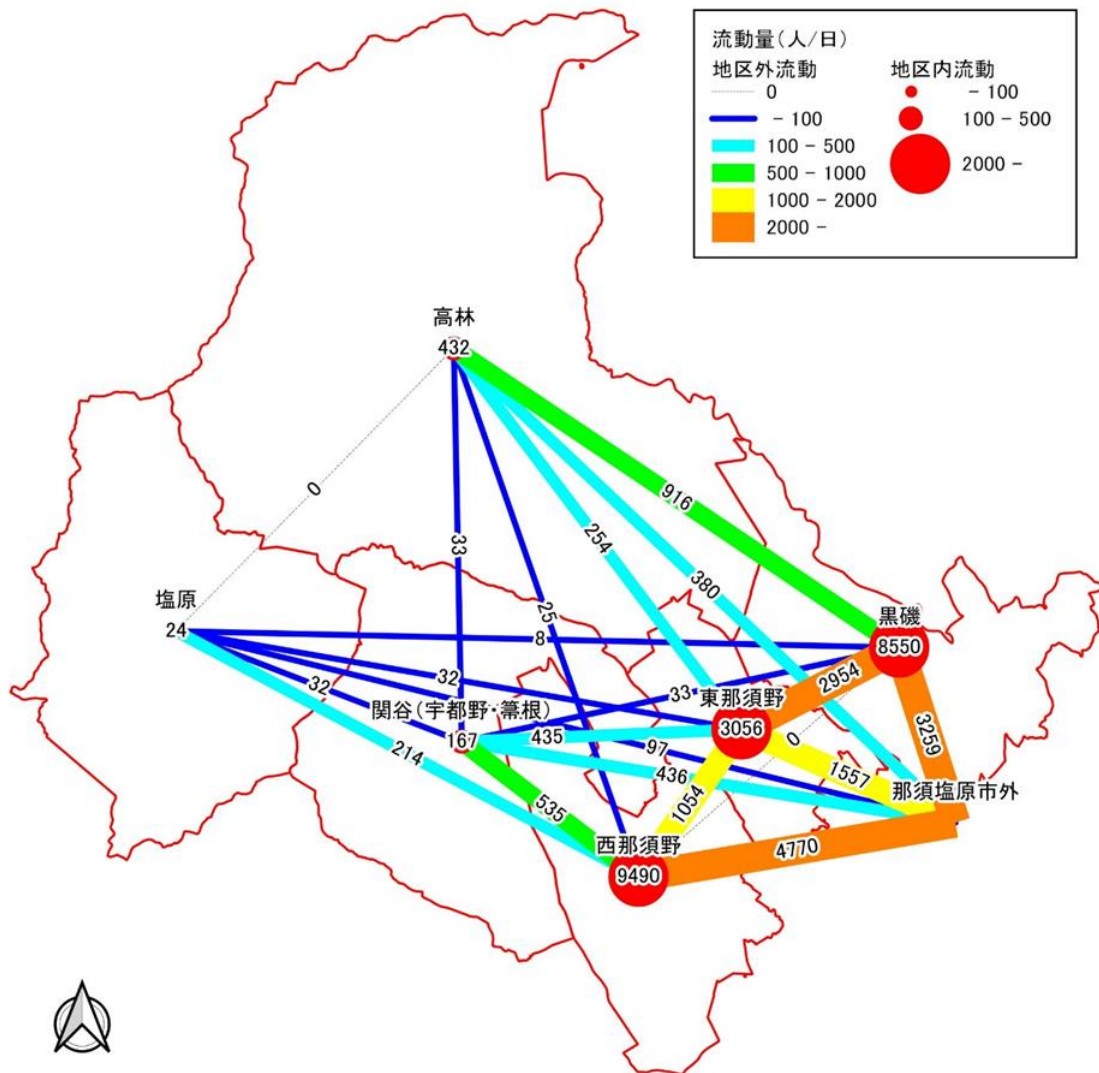 流動量(人/日)
地区外流動
0
- 100
100 - 500
500 - 1000
1000 - 2000
2000 -
地区内流動
- 100
100 - 500
2000 -
高林
432
0
916
33
254
380
25
塩原
24
黒磯
8550
8
32
2954
32
33
東那須野
3056
関谷(宇都野・箒根)
167
435
0
3259
97
214
436
1557
那須塩原市外
535
1054
西那須野
9490
4770